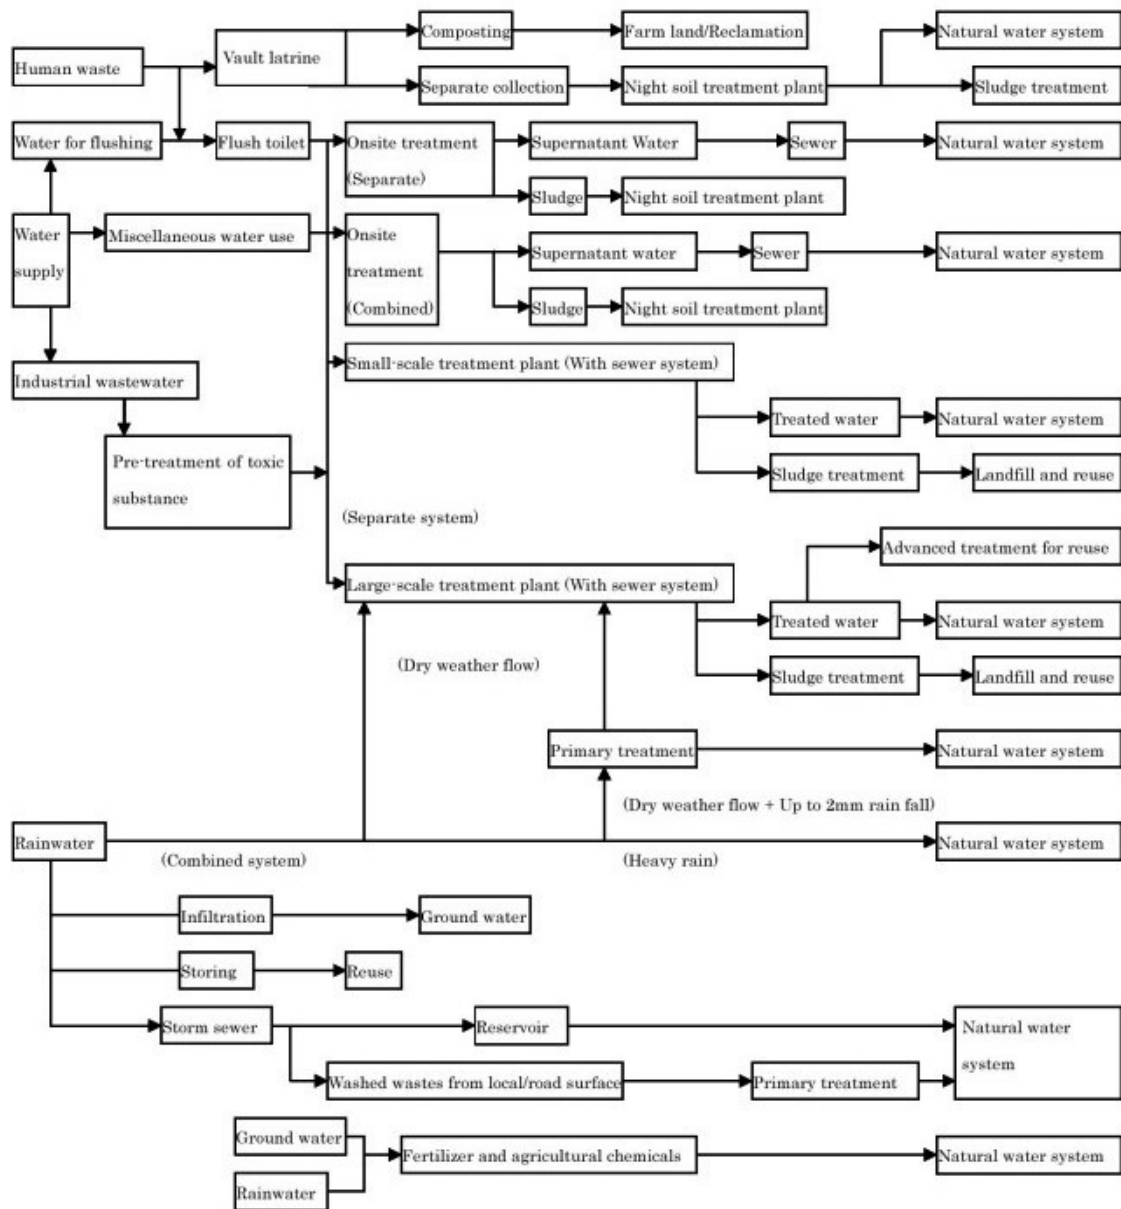 Composting
Farm land/Reclamation
Natural water system
Human waste
Vault latrine
Separate collection
Night soil treatment plant
Sludge treatment
Water for flushing
Flush toilet
Onsite treatment
(Separate)
Supernatant Water
Sewer
Natural water system
Sludge
Night soil treatment plant
Water
supply
Miscellaneous water use
Onsite
treatment
(Combined)
Supernatant water
Sewer
Natural water system
Sludge
Night soil treatment plant
Small-scale treatment plant (With sewer system)
Industrial wastewater
Treated water
Natural water system
Pre-treatment of toxic
substance
Sludge treatment
Landfill and reuse
(Separate system)
Advanced treatment for reuse
Large-scale treatment plant (With sewer system)
Treated water
Natural water system
(Dry weather flow)
Sludge treatment
Landfill and reuse
Primary treatment
Natural water system
(Dry weather flow + Up to 2mm rain fall)
Rainwater
Natural water system
(Combined system)
(Heavy rain)
Infiltration
Ground water
Storing
Reuse
Storm sewer
Reservoir
Natural water
system
Washed wastes from local/road surface
Primary treatment
Ground water
Fertilizer and agricultural chemicals
Natural water system
Rainwater